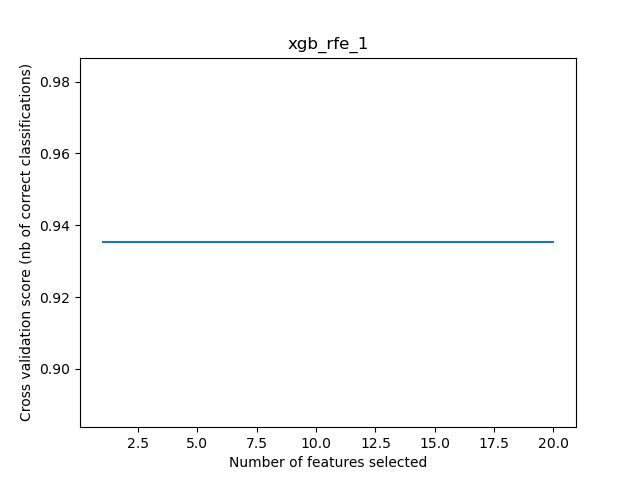 xgb_rfe_1
Cross validation score (nb of correct classifications)
0.98
0.96
0.94
0.92
0.90
2.5 5.0 7.5 10.0 12.5 15.0 17.5 20.0
Number of features selected